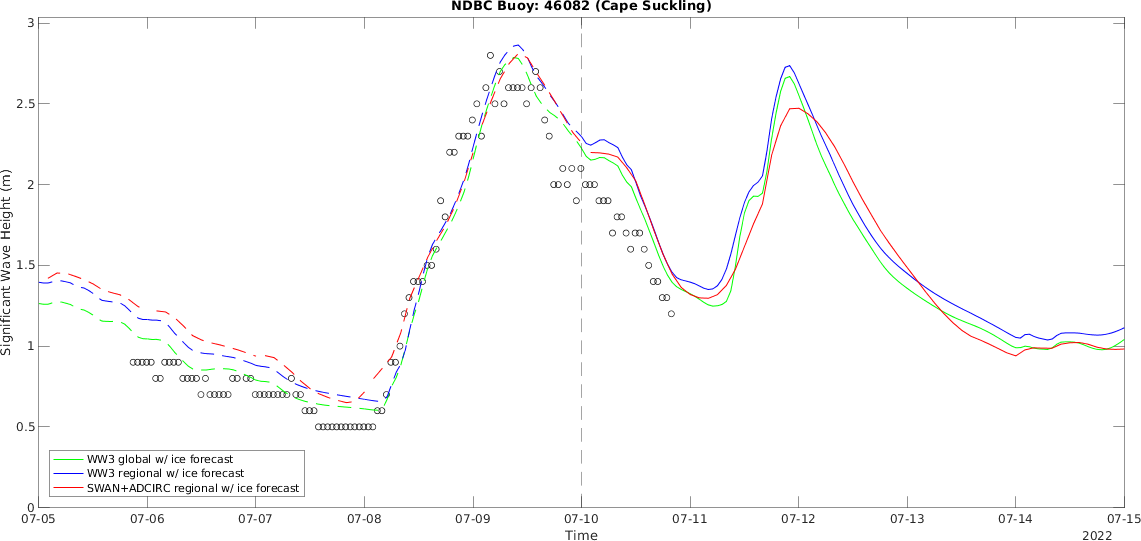 NDBC Buoy: 46082 (Cape Suckling)
3
2.5
2
1.5
1
0.5
0
Significant Wave Height (m)
WW3 global w/ ice forecast
WW3 regional w/ ice forecast
SWAN+ADCIRC regional w/ ice forecast
07-05 07-06 07-07 07-08 07-09 07-10 07-11 07-12 07-13 07-14 07-15
Time
2022